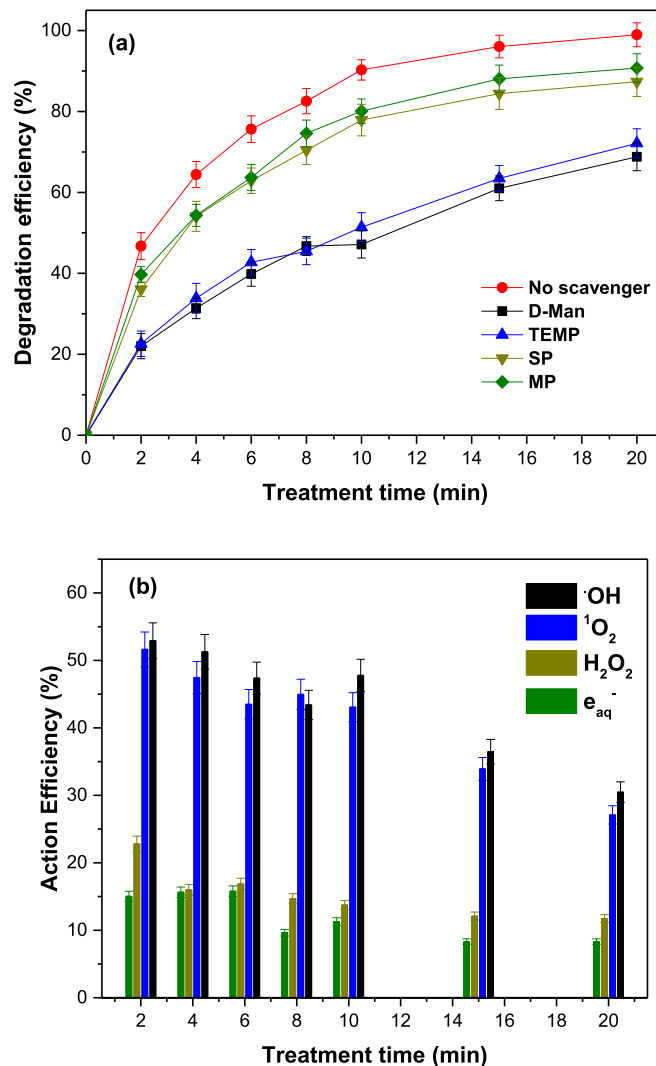 (a)
Degradation efficiency (%)
100
80
60
40
20
0
No scavenger
D-Man
TEMP
SP
MP
0 2 4 6 8 10 12 14 16 18 20
Treatment time (min)
(b)
Action Efficiency (%)
60
50
40
30
20
10
0
·OH
¹O₂
H₂O₂
eaq⁻
2 4 6 8 10 12 14 16 18 20
Treatment time (min)